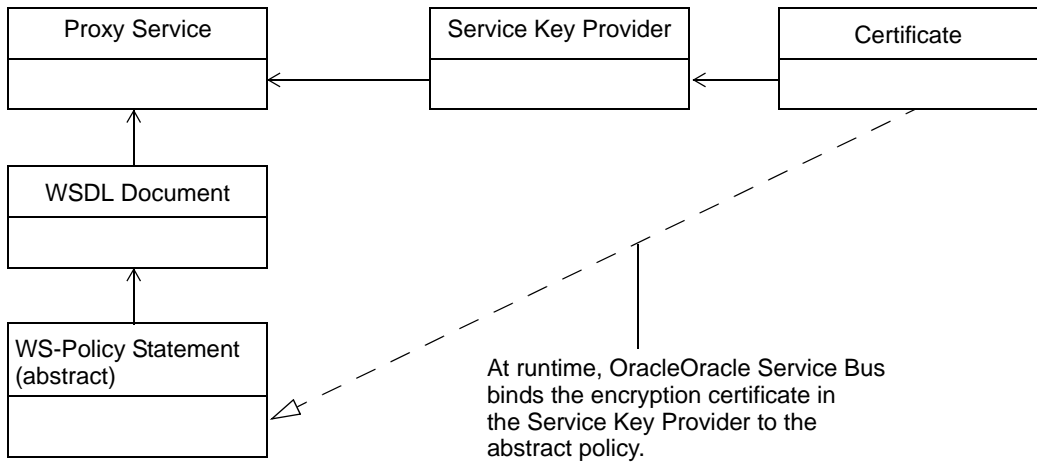 Proxy Service
Service Key Provider
Certificate
WSDL Document
WS-Policy Statement
(abstract)
At runtime, OracleOracle Service Bus
binds the encryption certificate in
the Service Key Provider to the
abstract policy.